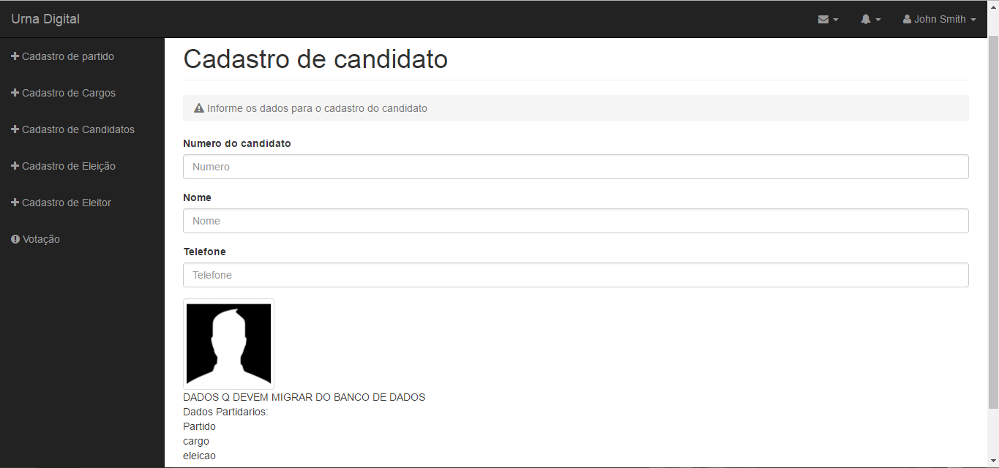 Urna Digital
John Smith
Cadastro de partido
Cadastro de Cargos
Cadastro de Candidatos
Cadastro de Eleição
Cadastro de Eleitor
Votação
Cadastro de candidato
Informe os dados para o cadastro do candidato
Numero do candidato
Numero
Nome
Nome
Telefone
Telefone
DADOS Q DEVEM MIGRAR DO BANCO DE DADOS
Dados Partidarios:
Partido
cargo
eleicao